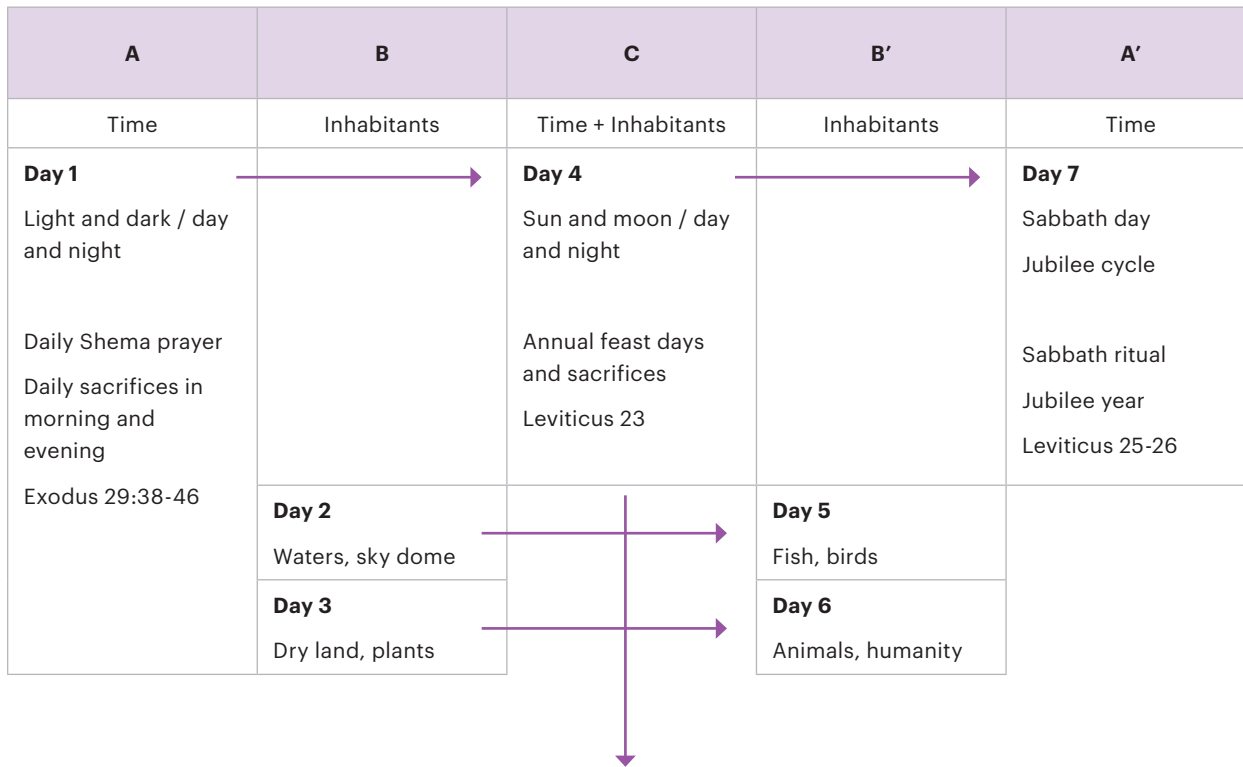 A
B
C
B′
A′
Time
Inhabitants
Time + Inhabitants
Inhabitants
Time
Day 1
Light and dark / day
and night
Daily Shema prayer
Daily sacrifices in
morning and
evening
Exodus 29:38-46
Day 4
Sun and moon / day
and night
Annual feast days
and sacrifices
Leviticus 23
Day 7
Sabbath day
Jubilee cycle
Sabbath ritual
Jubilee year
Leviticus 25-26
Day 2
Waters, sky dome
Day 5
Fish, birds
Day 3
Dry land, plants
Day 6
Animals, humanity